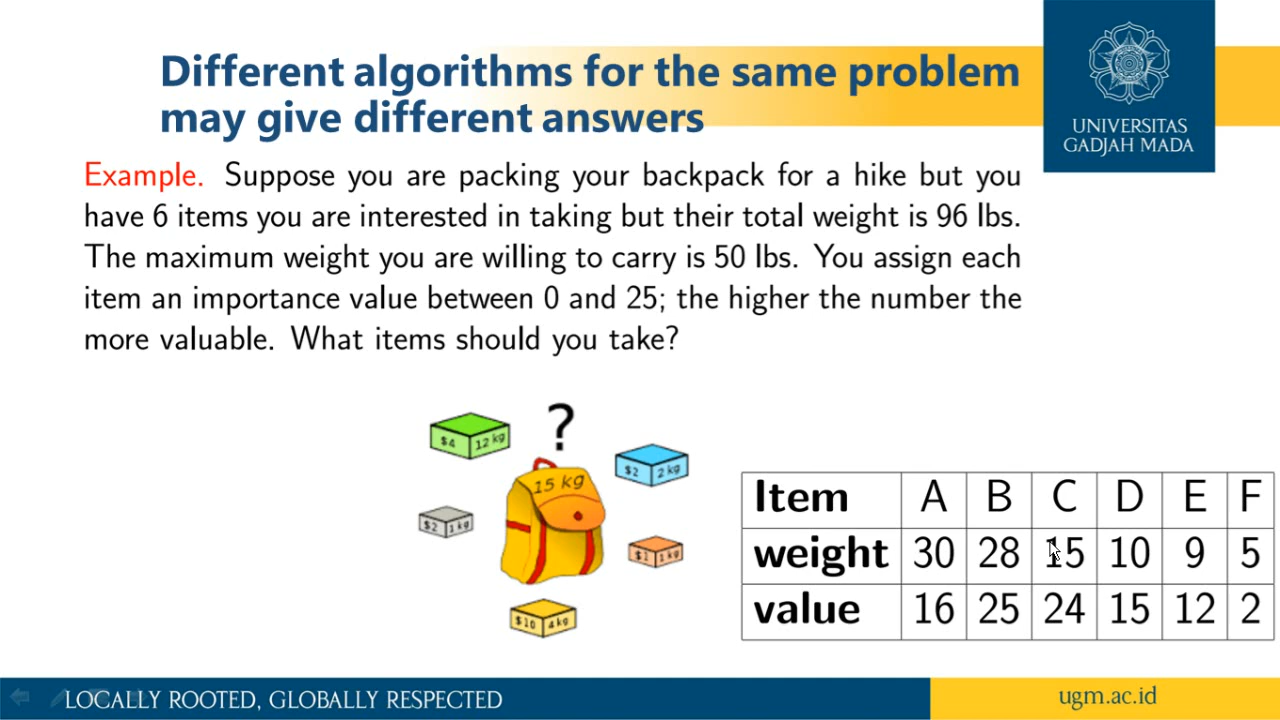 Different algorithms for the same problem
may give different answers
UNIVERSITAS
GADJAH MADA
Example. Suppose you are packing your backpack for a hike but you
have 6 items you are interested in taking but their total weight is 96 lbs.
The maximum weight you are willing to carry is 50 lbs. You assign each
item an importance value between 0 and 25; the higher the number the
more valuable. What items should you take?
?
$4 12 kg
$2 2 kg
15 kg
$2 1 kg
$1 1 kg
$10 4 kg
Item A B C D E F
weight 30 28 15 10 9 5
value 16 25 24 15 12 2
LOCALLY ROOTED, GLOBALLY RESPECTED
ugm.ac.id